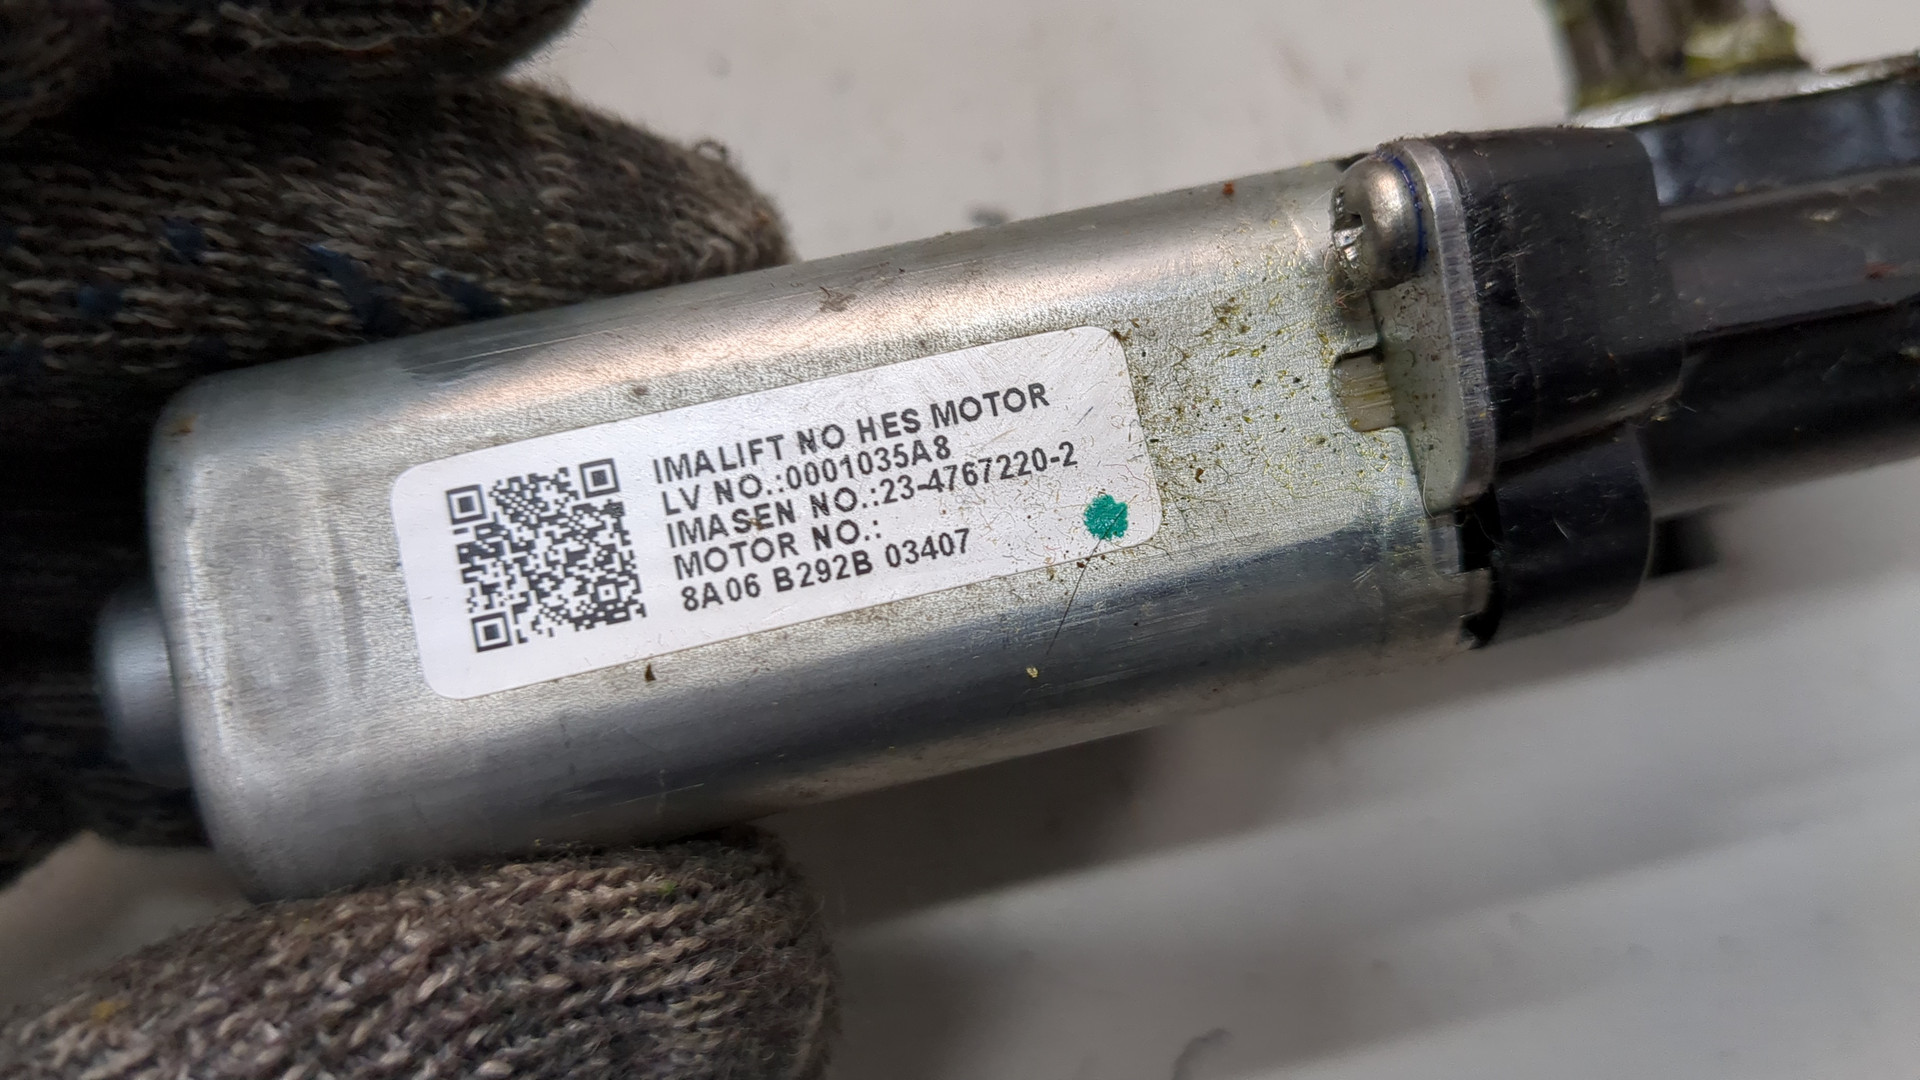 IMALIFT NO HES MOTOR
LV NO.:0001035A8
IMASEN NO.:23-4767220-2
MOTOR NO.:
8A06 B292B 03407